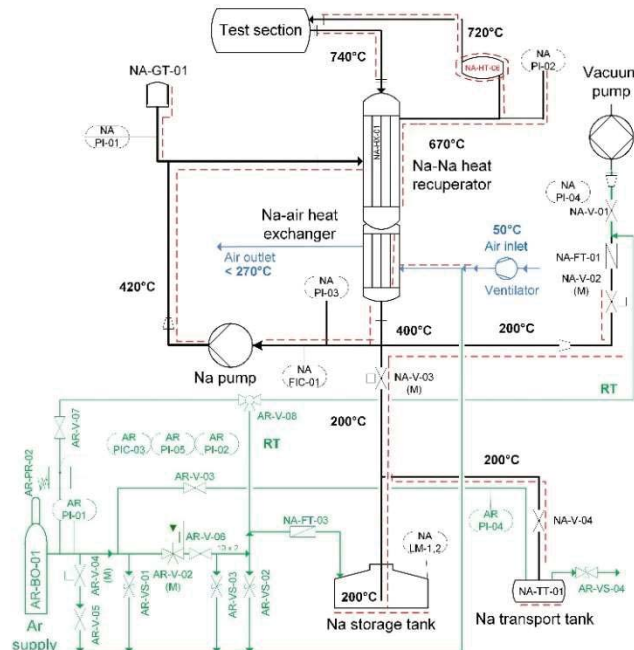 Test section
720°C
740°C
NA-HT-06
NA
PI-02
NA-GT-01
Vacuum
pump
NA
PI-01
NA-HX-01
670°C
Na-Na heat
recuperator
NA
PI-04
NA-V-01
Na-air heat
exchanger
50°C
Air inlet
NA-FT-01
Air outlet
< 270°C
NA-V-02
(M)
NA
PI-03
Ventilator
420°C
400°C
200°C
Na pump
NA
FIC-01
NA-V-03
(M)
RT
AR-V-07
AR-V-08
200°C
AR-PR-02
AR
PIC-03
AR
PI-05
AR
PI-02
RT
200°C
AR
PI-01
AR-V-03
AR
PI-04
NA-V-04
NA-FT-03
AR-V-06
NA
LM-1,2
AR-BO-01
AR-V-04
(M)
AR-V-02
(M)
AR-VS-01
AR-VS-03
AR-VS-02
AR-V-05
200°C
NA-TT-01
AR-VS-04
Ar
supply
Na storage tank
Na transport tank